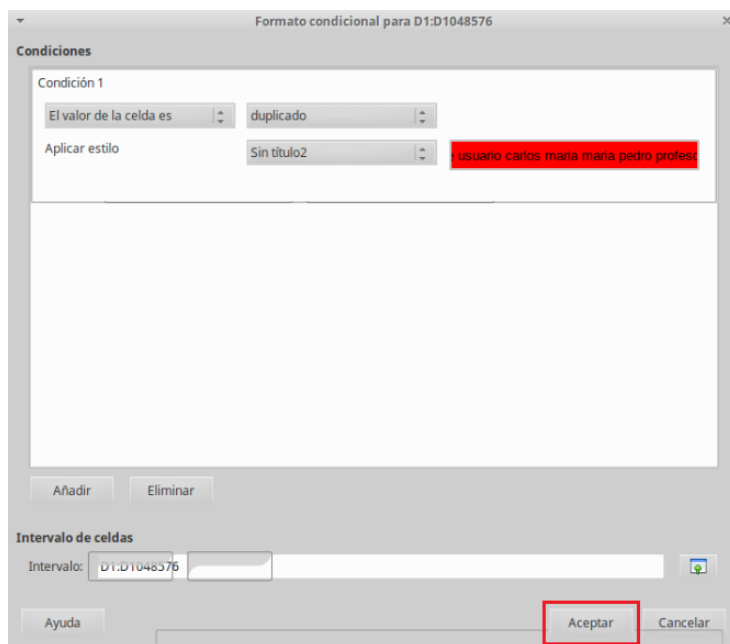 Formato condicional para D1:D1048576
Condiciones
Condición 1
El valor de la celda es duplicado
Aplicar estilo Sin título2 usuario carlos maria maria pedro profesc
Añadir Eliminar
Intervalo de celdas
Intervalo: D1:D1048576
Ayuda Aceptar Cancelar